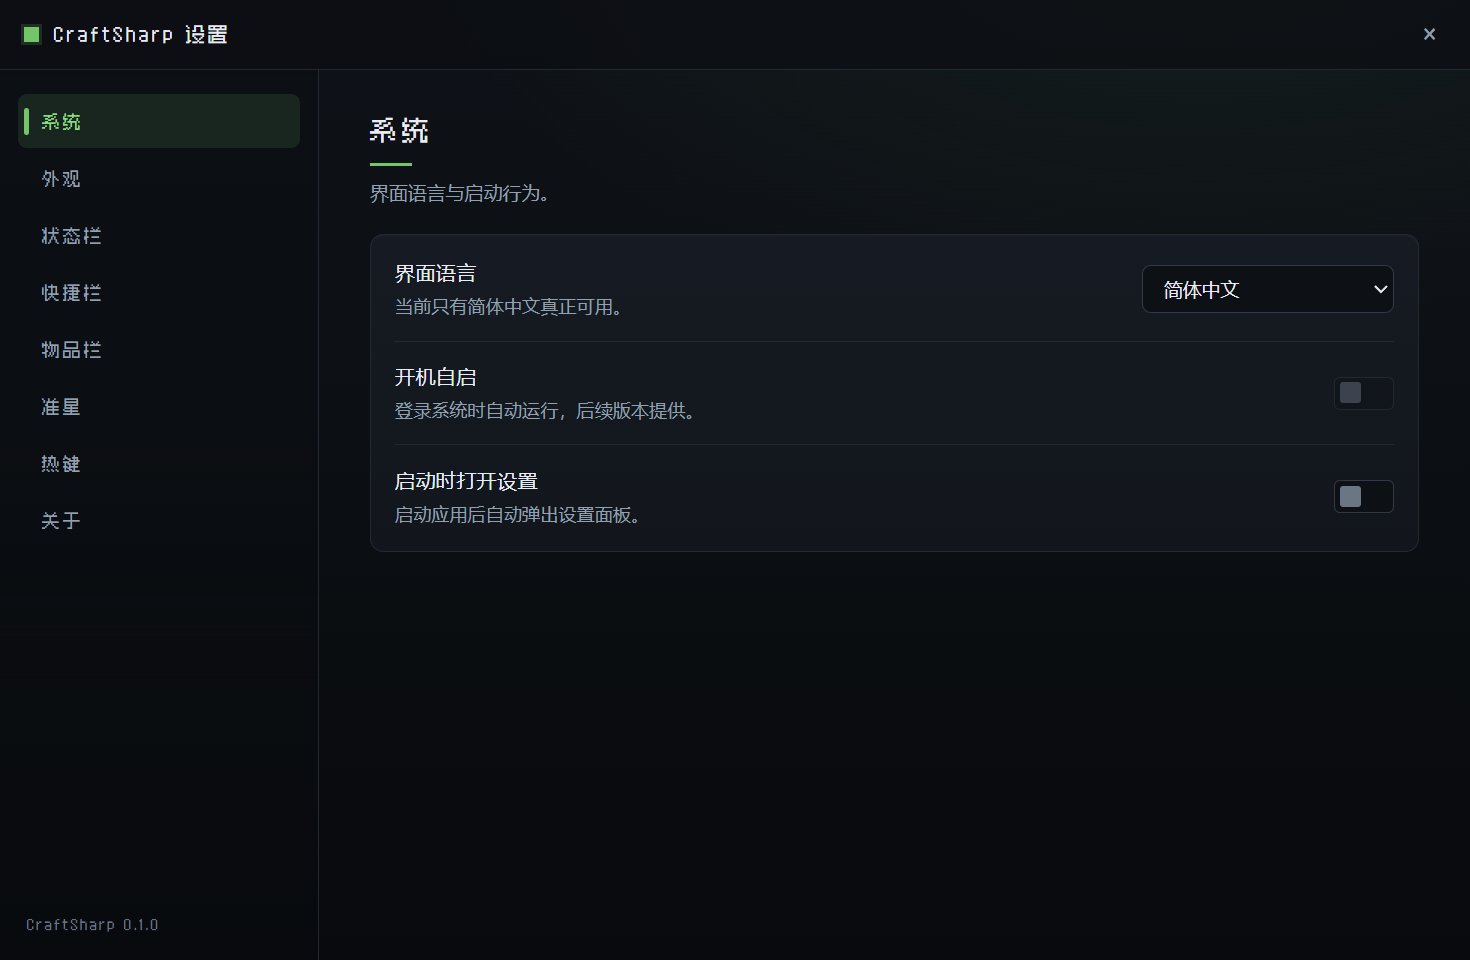 CraftSharp 设置
×
系统
外观
状态栏
快捷栏
物品栏
准星
热键
关于
CraftSharp 0.1.0
系统
界面语言与启动行为。
界面语言
当前只有简体中文真正可用。
简体中文
开机自启
登录系统时自动运行，后续版本提供。
启动时打开设置
启动应用后自动弹出设置面板。